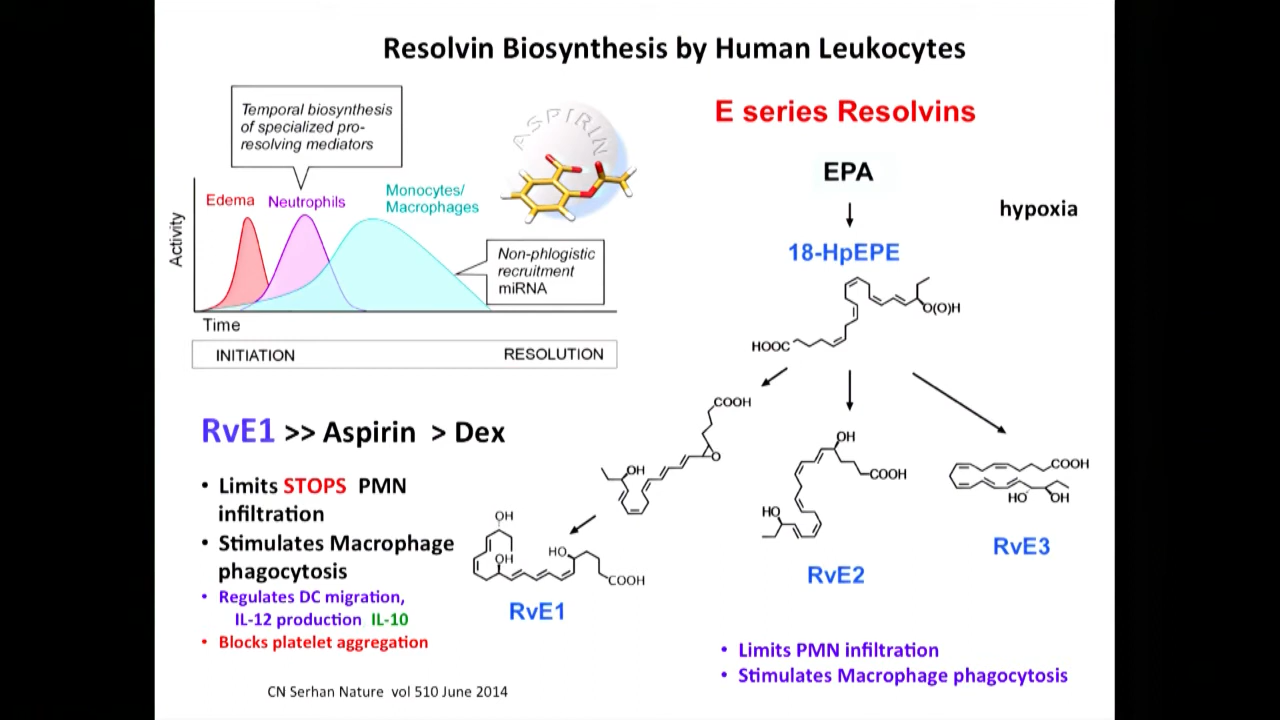 Resolvin Biosynthesis by Human Leukocytes
Temporal biosynthesis
of specialized pro-
resolving mediators
ASPIRIN
Edema
Neutrophils
Monocytes/
Macrophages
Activity
Non-phlogistic
recruitment
miRNA
Time
INITIATION
RESOLUTION
E series Resolvins
EPA
hypoxia
18-HpEPE
O(O)H
HOOC
COOH
O
OH
OH
COOH
HO
COOH
HO
OH
RvE3
RvE2
OH
OH
HO
COOH
RvE1
RvE1 >> Aspirin > Dex
• Limits STOPS PMN
infiltration
• Stimulates Macrophage
phagocytosis
• Regulates DC migration,
IL-12 production IL-10
• Blocks platelet aggregation
• Limits PMN infiltration
• Stimulates Macrophage phagocytosis
CN Serhan Nature vol 510 June 2014